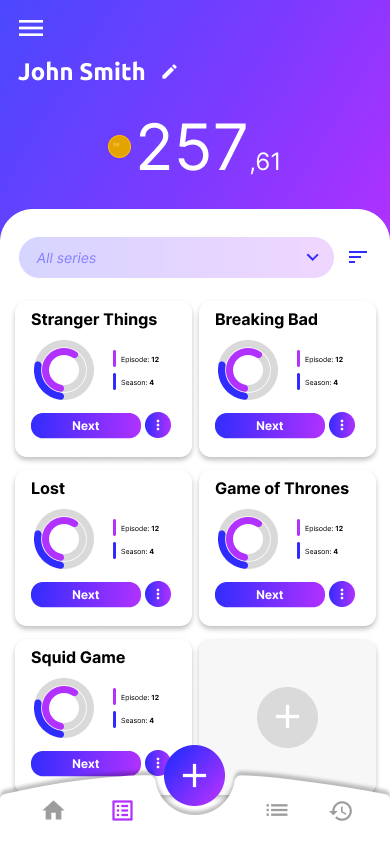 John Smith
257,61
All series
Stranger Things
Breaking Bad
Episode: 12
Season: 4
Episode: 12
Season: 4
Next
Next
Lost
Game of Thrones
Episode: 12
Season: 4
Episode: 12
Season: 4
Next
Next
Squid Game
Episode: 12
Season: 4
Next